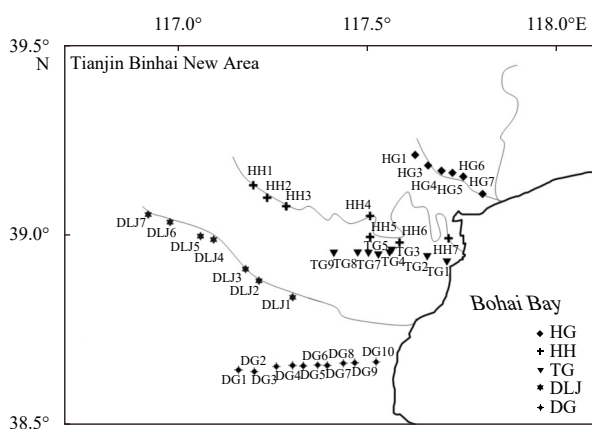 117.0° 117.5° 118.0°E
39.5°
N
Tianjin Binhai New Area
HG1
HG6
HG3
HG7
HG4
HG5
HH1
HH2
HH3
HH4
HH5
HH6
DLJ7
DLJ6
DLJ5
DLJ4
39.0°
TG5
TG3
HH7
TG9
TG8
TG7
TG4
TG2
TG1
DLJ3
DLJ2
DLJ1
Bohai Bay
HG
HH
TG
DLJ
DG
DG2
DG6
DG8
DG10
DG1
DG3
DG4
DG5
DG7
DG9
38.5°